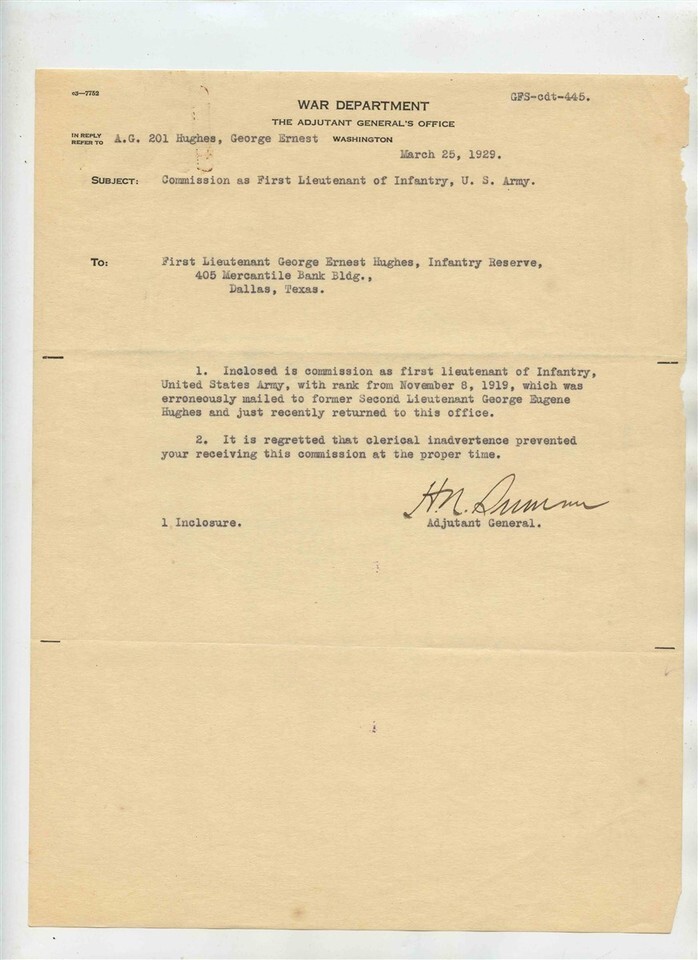 03—7752
GFS-cdt-445.
WAR DEPARTMENT
THE ADJUTANT GENERAL'S OFFICE
IN REPLY
REFER TO A.G. 201 Hughes, George Ernest WASHINGTON
March 25, 1929.
SUBJECT: Commission as First Lieutenant of Infantry, U. S. Army.
TO: First Lieutenant George Ernest Hughes, Infantry Reserve,
405 Mercantile Bank Bldg.,
Dallas, Texas.
1. Inclosed is commission as first lieutenant of Infantry,
United States Army, with rank from November 8, 1919, which was
erroneously mailed to former Second Lieutenant George Eugene
Hughes and just recently returned to this office.
2. It is regretted that clerical inadvertence prevented
your receiving this commission at the proper time.
H.N.
1 Inclosure. Adjutant General.